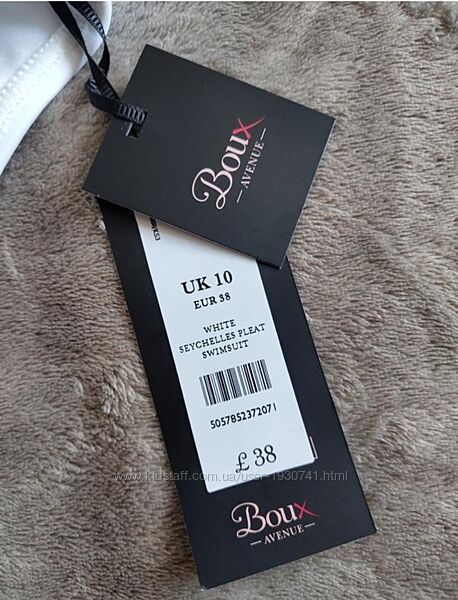 Boux
AVENUE
UK 10
EUR 38
WHITE
SEYCHELLES PLEAT
SWIMSUIT
5057852372071
£ 38
www.kidstaff.com.ua/user-1930741.html
Boux
AVENUE